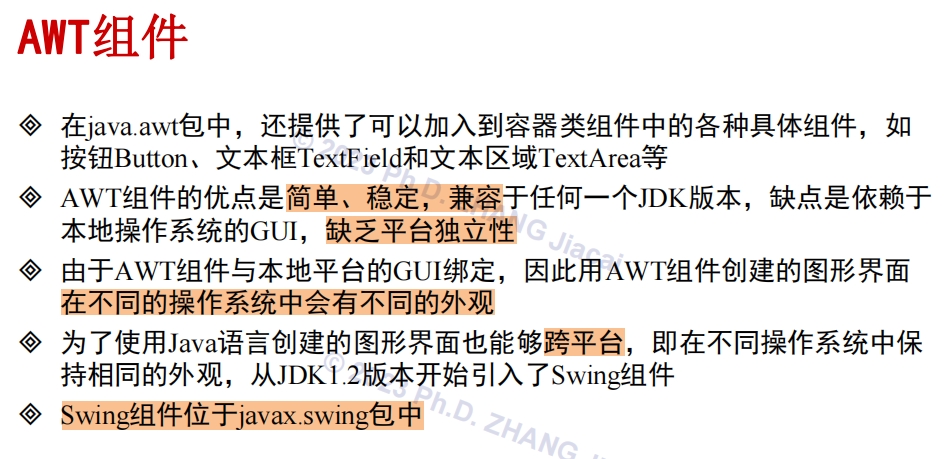 AWT组件
在java.awt包中，还提供了可以加入到容器类组件中的各种具体组件，如
按钮Button、文本框TextField和文本区域TextArea等
AWT组件的优点是简单、稳定，兼容于任何一个JDK版本，缺点是依赖于
本地操作系统的GUI，缺乏平台独立性
由于AWT组件与本地平台的GUI绑定，因此用AWT组件创建的图形界面
在不同的操作系统中会有不同的外观
为了使用Java语言创建的图形界面也能够跨平台，即在不同操作系统中保
持相同的外观，从JDK1.2版本开始引入了Swing组件
Swing组件位于javax.swing包中
© 2023 Ph.D. ZHANG Jiacai
© 2023 Ph.D. ZHANG